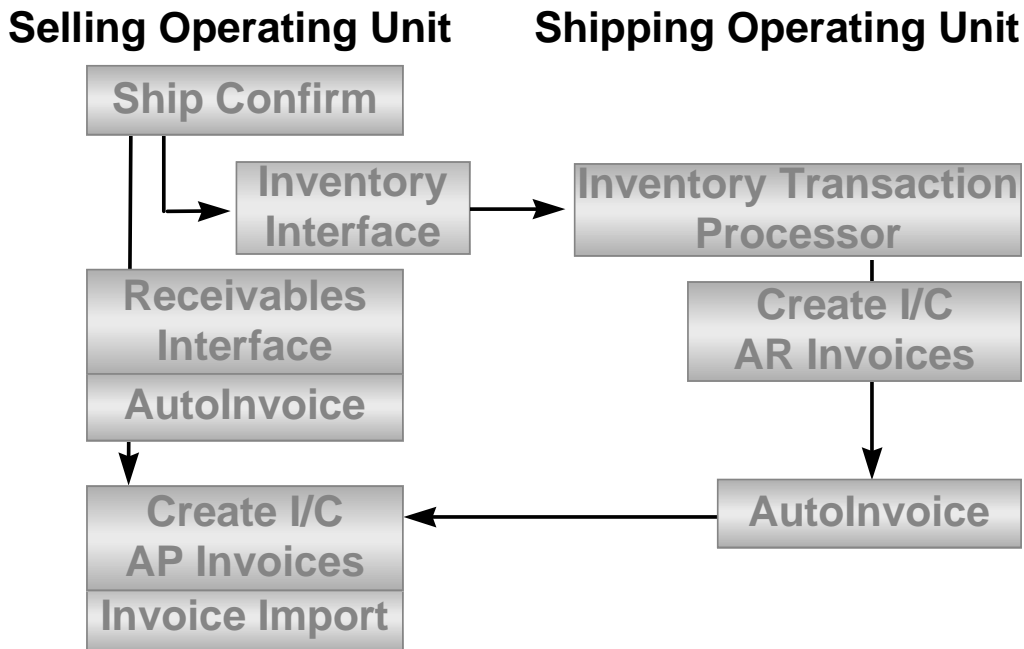 Selling Operating Unit
Shipping Operating Unit
Ship Confirm
Inventory
Interface
Inventory Transaction
Processor
Receivables
Interface
Create I/C
AR Invoices
AutoInvoice
Create I/C
AP Invoices
AutoInvoice
Invoice Import